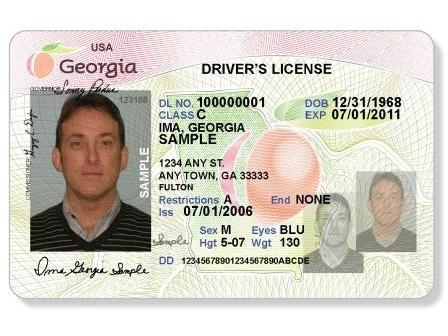 USA
Georgia
DRIVER'S LICENSE
GOVERNOR Sonny Perdue
123168
DL NO. 100000001
DOB 12/31/1968
CLASS C
EXP 07/01/2011
IMA, GEORGIA
SAMPLE
1234 ANY ST.
ANY TOWN, GA 33333
FULTON
Restrictions A
End NONE
Iss 07/01/2006
Sex M
Eyes BLU
Hgt 5-07
Wgt 130
DD 12345678901234567890ABCDE
SAMPLE
COMMISSIONER
Sample
Ima Georgia Sample